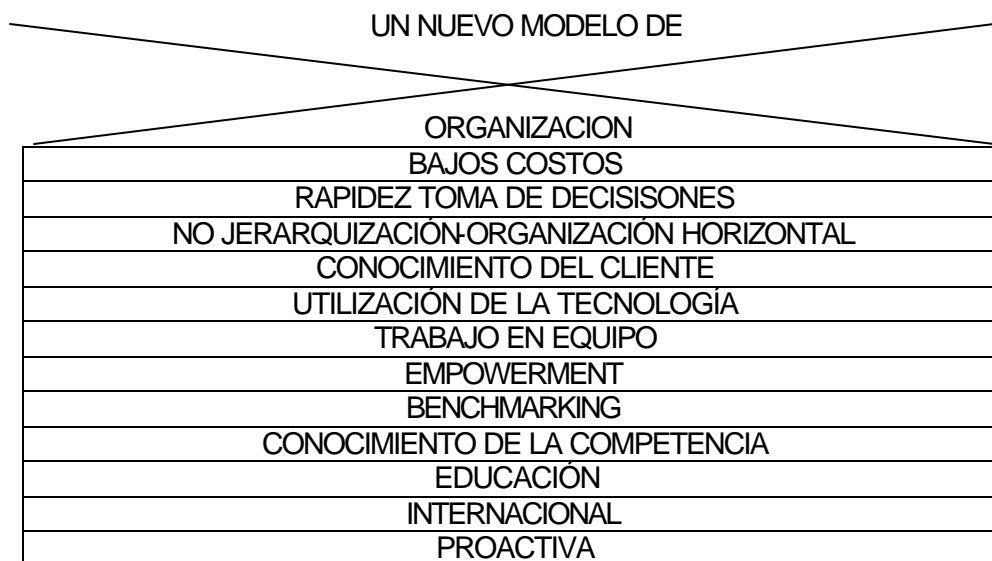 UN NUEVO MODELO DE
ORGANIZACION
BAJOS COSTOS
RAPIDEZ TOMA DE DECISISONES
NO JERARQUIZACIÓN-ORGANIZACIÓN HORIZONTAL
CONOCIMIENTO DEL CLIENTE
UTILIZACIÓN DE LA TECNOLOGÍA
TRABAJO EN EQUIPO
EMPOWERMENT
BENCHMARKING
CONOCIMIENTO DE LA COMPETENCIA
EDUCACIÓN
INTERNACIONAL
PROACTIVA